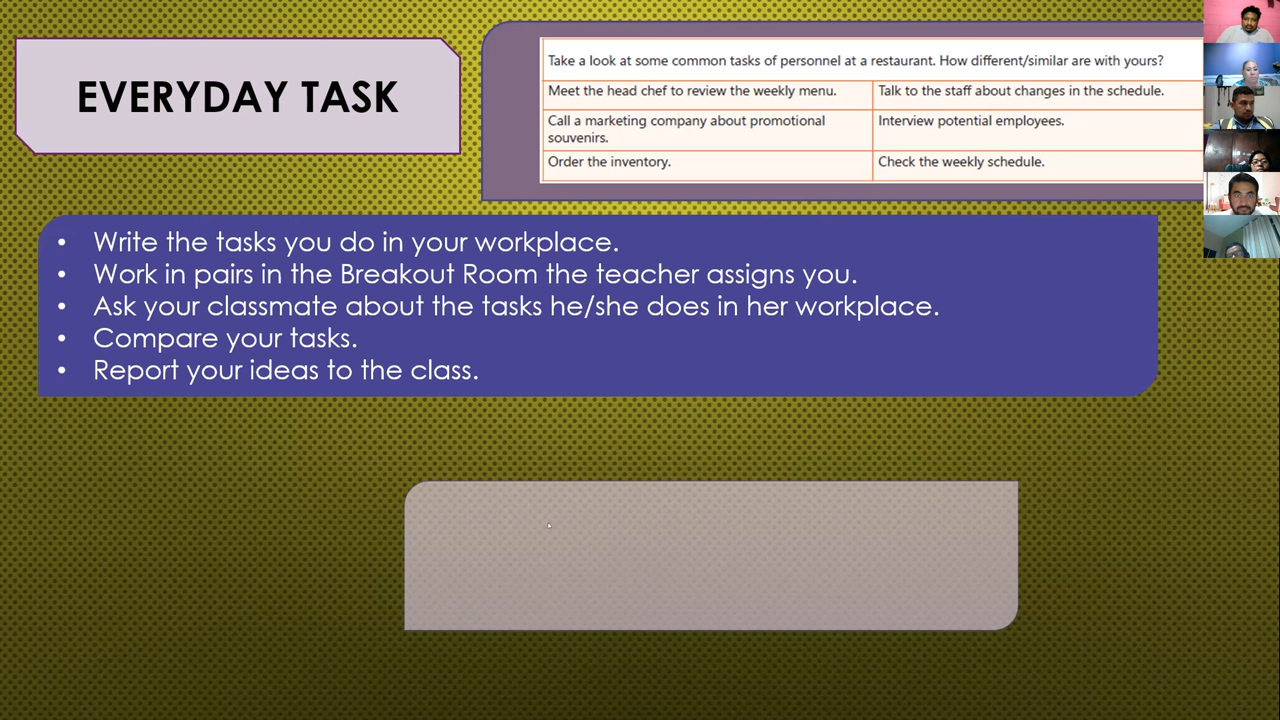 EVERYDAY TASK
Take a look at some common tasks of personnel at a restaurant. How different/similar are with yours?
Meet the head chef to review the weekly menu.
Talk to the staff about changes in the schedule.
Call a marketing company about promotional
souvenirs.
Interview potential employees.
Order the inventory.
Check the weekly schedule.
• Write the tasks you do in your workplace.
• Work in pairs in the Breakout Room the teacher assigns you.
• Ask your classmate about the tasks he/she does in her workplace.
• Compare your tasks.
• Report your ideas to the class.